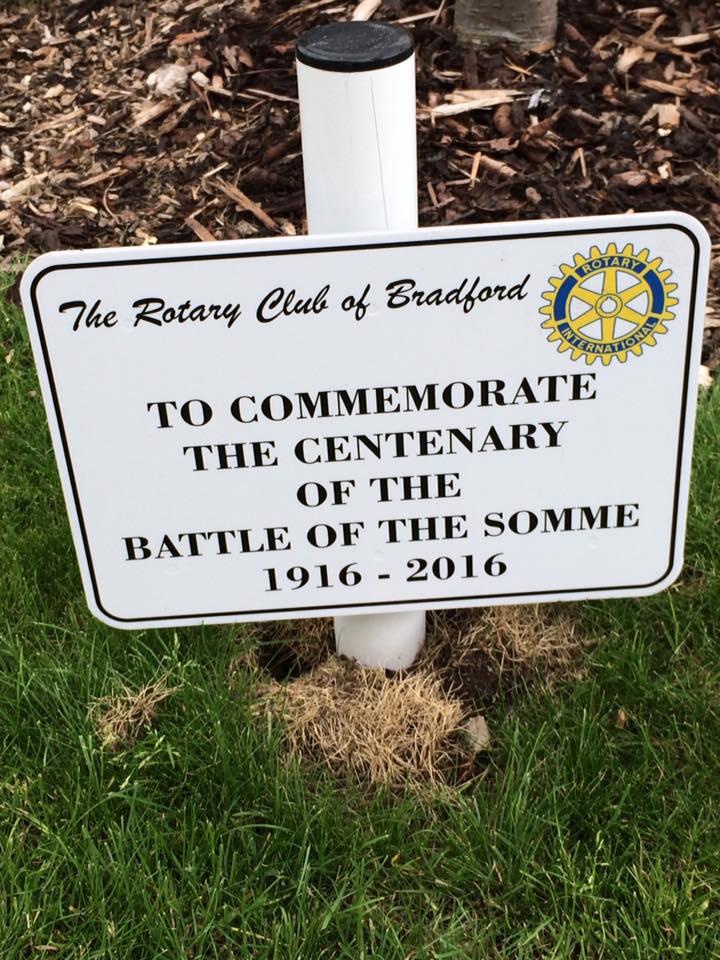 The Rotary Club of Bradford
ROTARY
INTERNATIONAL
TO COMMEMORATE
THE CENTENARY
OF THE
BATTLE OF THE SOMME
1916 - 2016